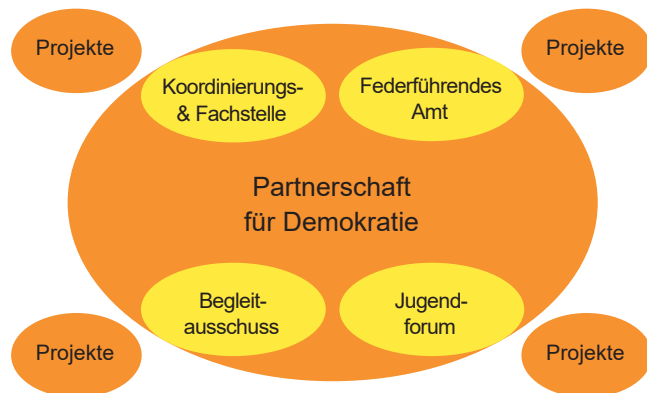 Projekte
Projekte
Koordinierungs-
& Fachstelle
Federführendes
Amt
Partnerschaft
für Demokratie
Begleit-
ausschuss
Jugend-
forum
Projekte
Projekte